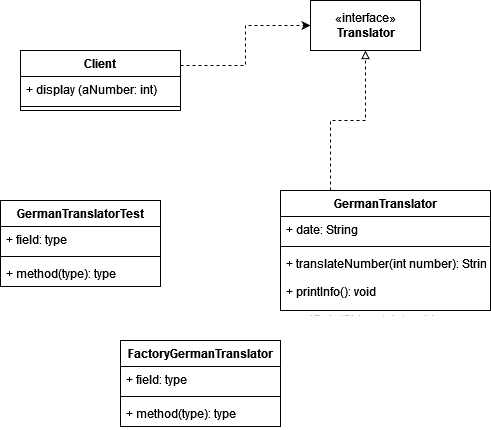 «interface»
Translator
Client
+ display (aNumber: int)
GermanTranslatorTest
+ field: type
+ method(type): type
GermanTranslator
+ date: String
+ translateNumber(int number): Strin
+ printInfo(): void
FactoryGermanTranslator
+ field: type
+ method(type): type